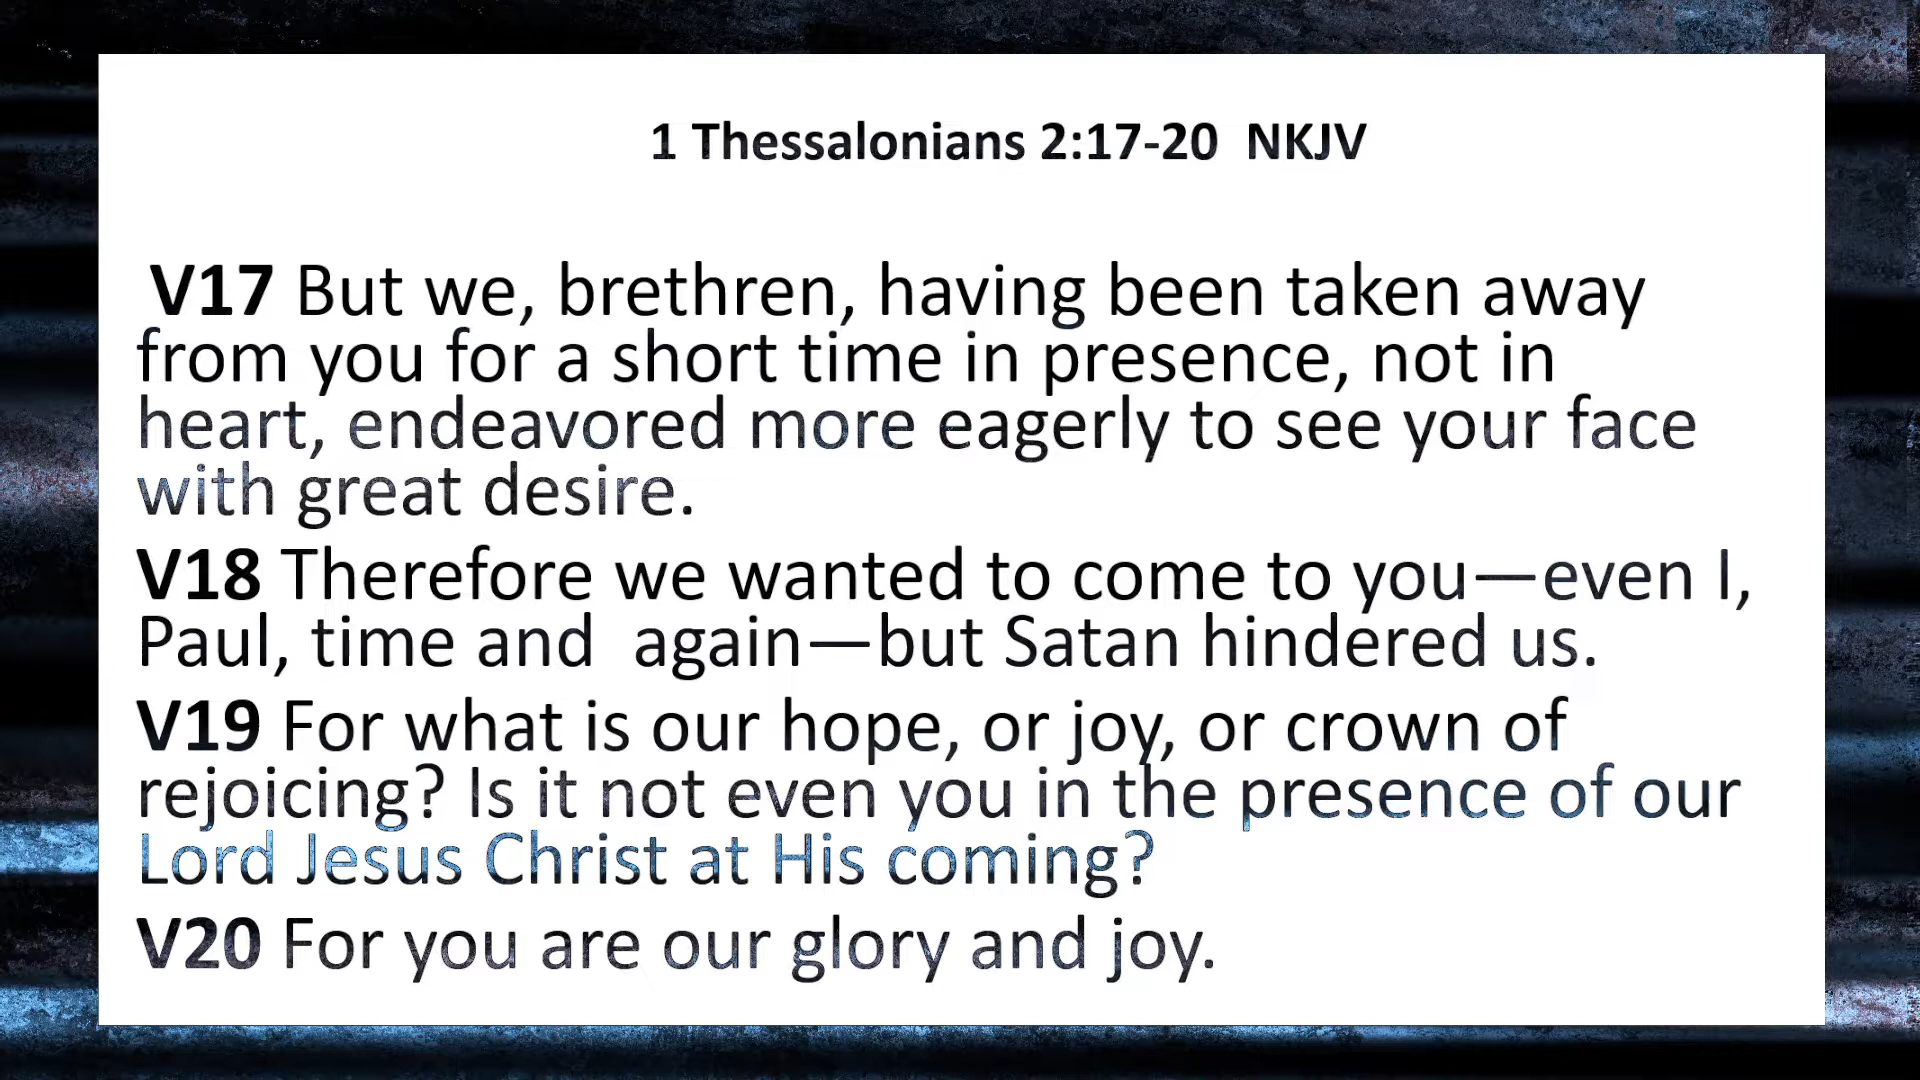 1 Thessalonians 2:17-20  NKJV
V17 But we, brethren, having been taken away
from you for a short time in presence, not in
heart, endeavored more eagerly to see your face
with great desire.
V18 Therefore we wanted to come to you—even I,
Paul, time and  again—but Satan hindered us.
V19 For what is our hope, or joy, or crown of
rejoicing? Is it not even you in the presence of our
Lord Jesus Christ at His coming?
V20 For you are our glory and joy.